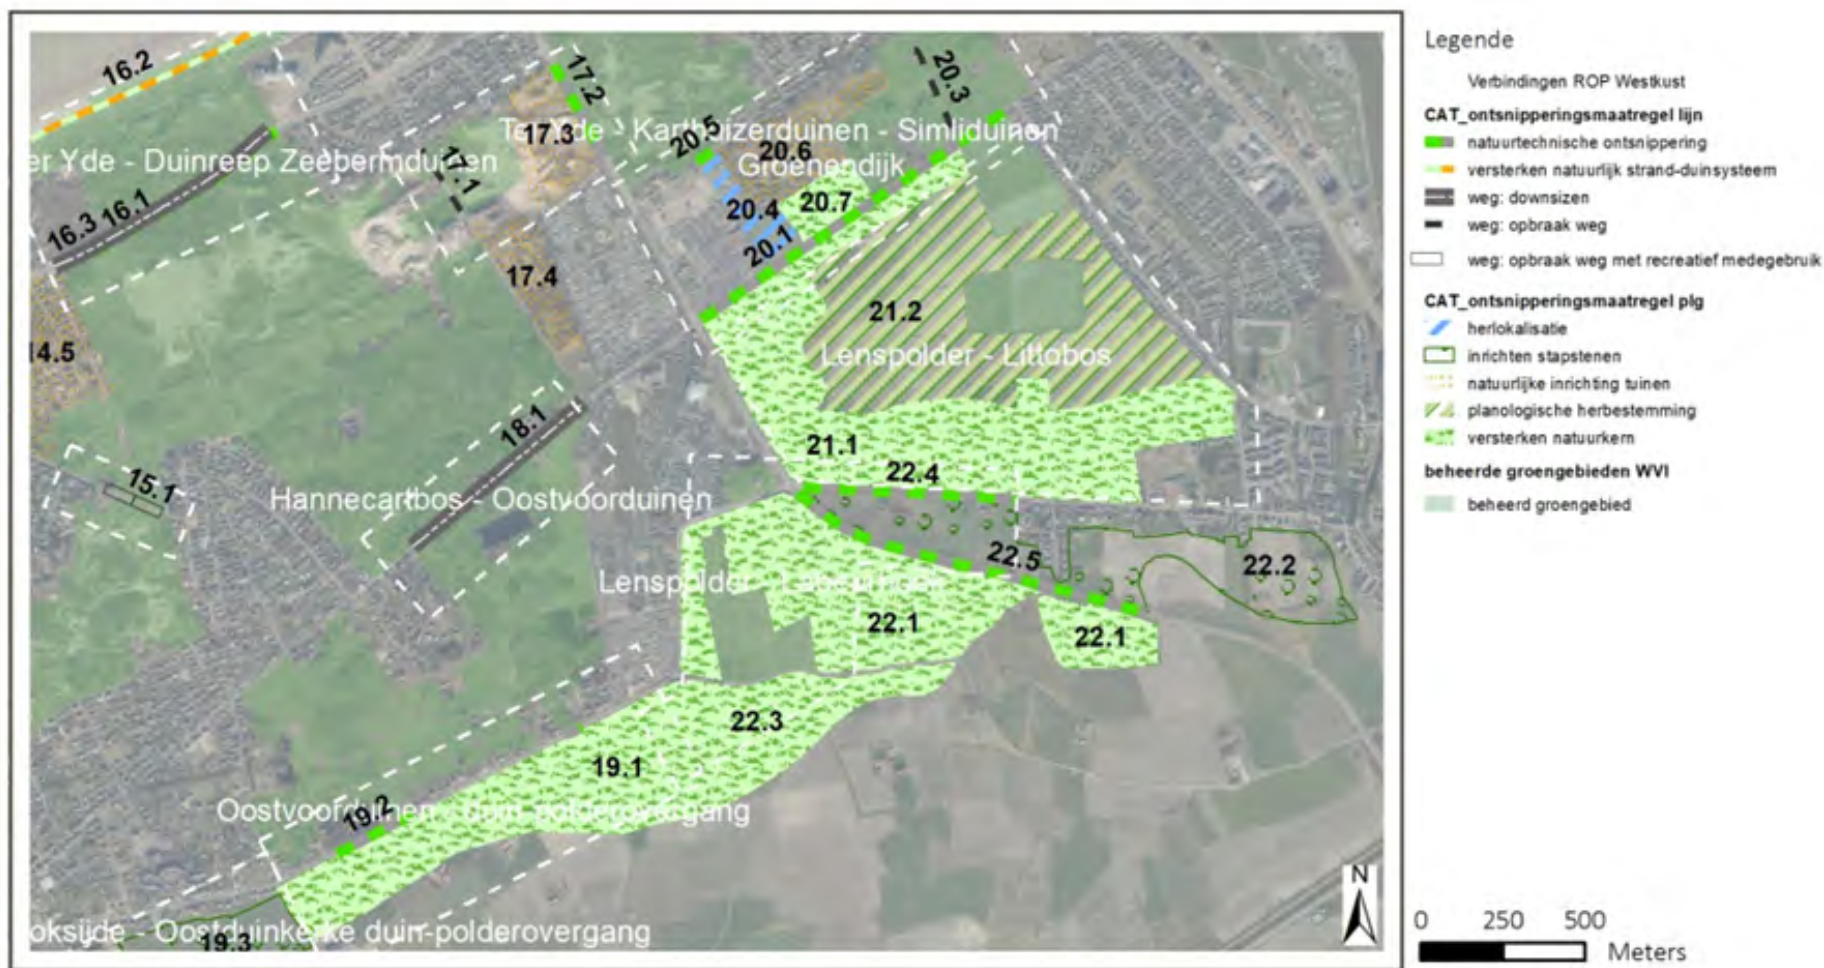 16.2
17.2
20.3
17.3
Ter Yde - Karthuizerduinen - Simliduinen
20.5
er Yde - Duinreep Zeebermduinen
17.1
20.6
Groenendijk
16.3 16.1
20.4
20.7
20.1
17.4
21.2
14.5
Lenspolder - Littobos
18.1
21.1
22.4
15.1
Hannecartbos - Oostvoorduinen
22.5
22.2
Lenspolder -
22.1
22.1
22.3
19.1
19.2
Oostvoorduinen - duin-polderovergang
oksijde - Oostduinkerke duin-polderovergang
19.3
N
Legende
Verbindingen ROP Westkust
CAT_ontsnipperingsmaatregel lijn
natuurtechnische ontsnippering
versterken natuurlijk strand-duinsysteem
weg: downsizen
weg: opbraak weg
weg: opbraak weg met recreatief medegebruik
CAT_ontsnipperingsmaatregel plg
herlokalisatie
inrichten stapstenen
natuurlijke inrichting tuinen
planologische herbestemming
versterken natuurkern
beheerde groengebieden WVI
beheerd groengebied
0 250 500
Meters